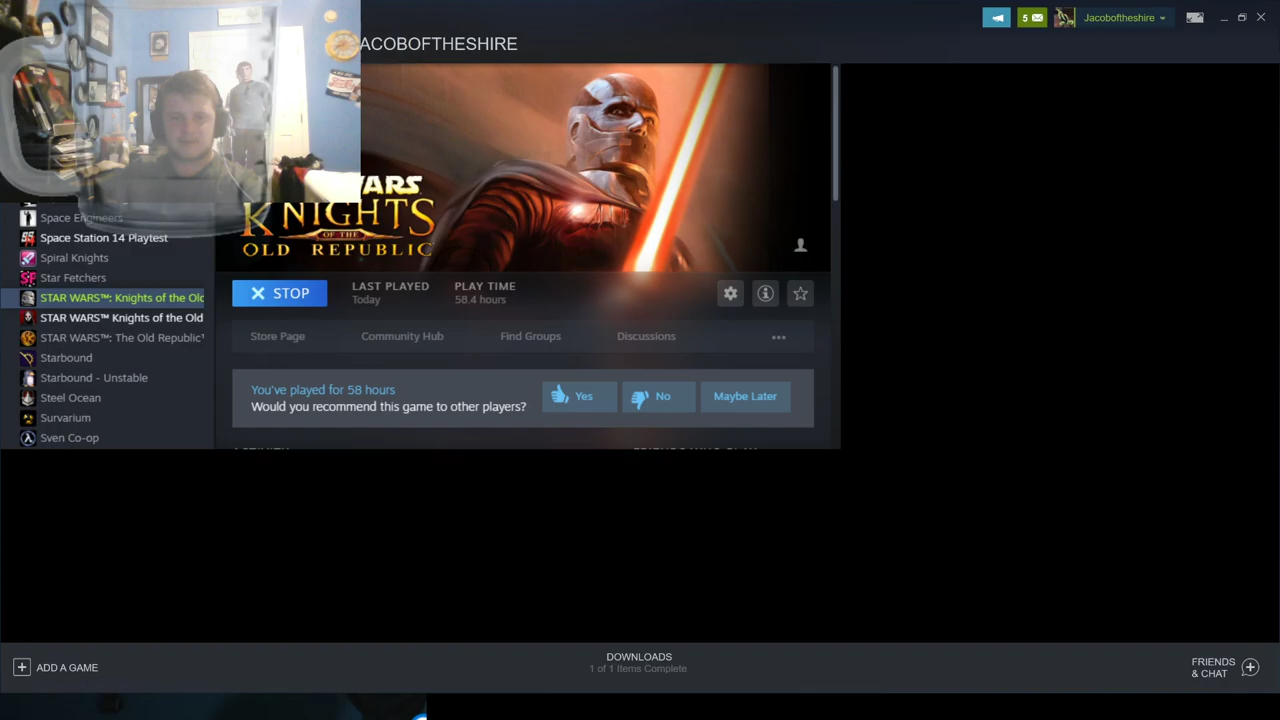 5
Jacoboftheshire
ACOBOFTHESHIRE
WARS
KNIGHTS
OF THE
OLD REPUBLIC
Space Engineers
Space Station 14 Playtest
Spiral Knights
Star Fetchers
STAR WARS™: Knights of the Old
STAR WARS™ Knights of the Old
STAR WARS™: The Old Republic™
Starbound
Starbound - Unstable
Steel Ocean
Survarium
Sven Co-op
STOP
LAST PLAYED
Today
PLAY TIME
58.4 hours
Store Page
Community Hub
Find Groups
Discussions
You've played for 58 hours
Would you recommend this game to other players?
Yes
No
Maybe Later
ADD A GAME
DOWNLOADS
1 of 1 Items Complete
FRIENDS
& CHAT